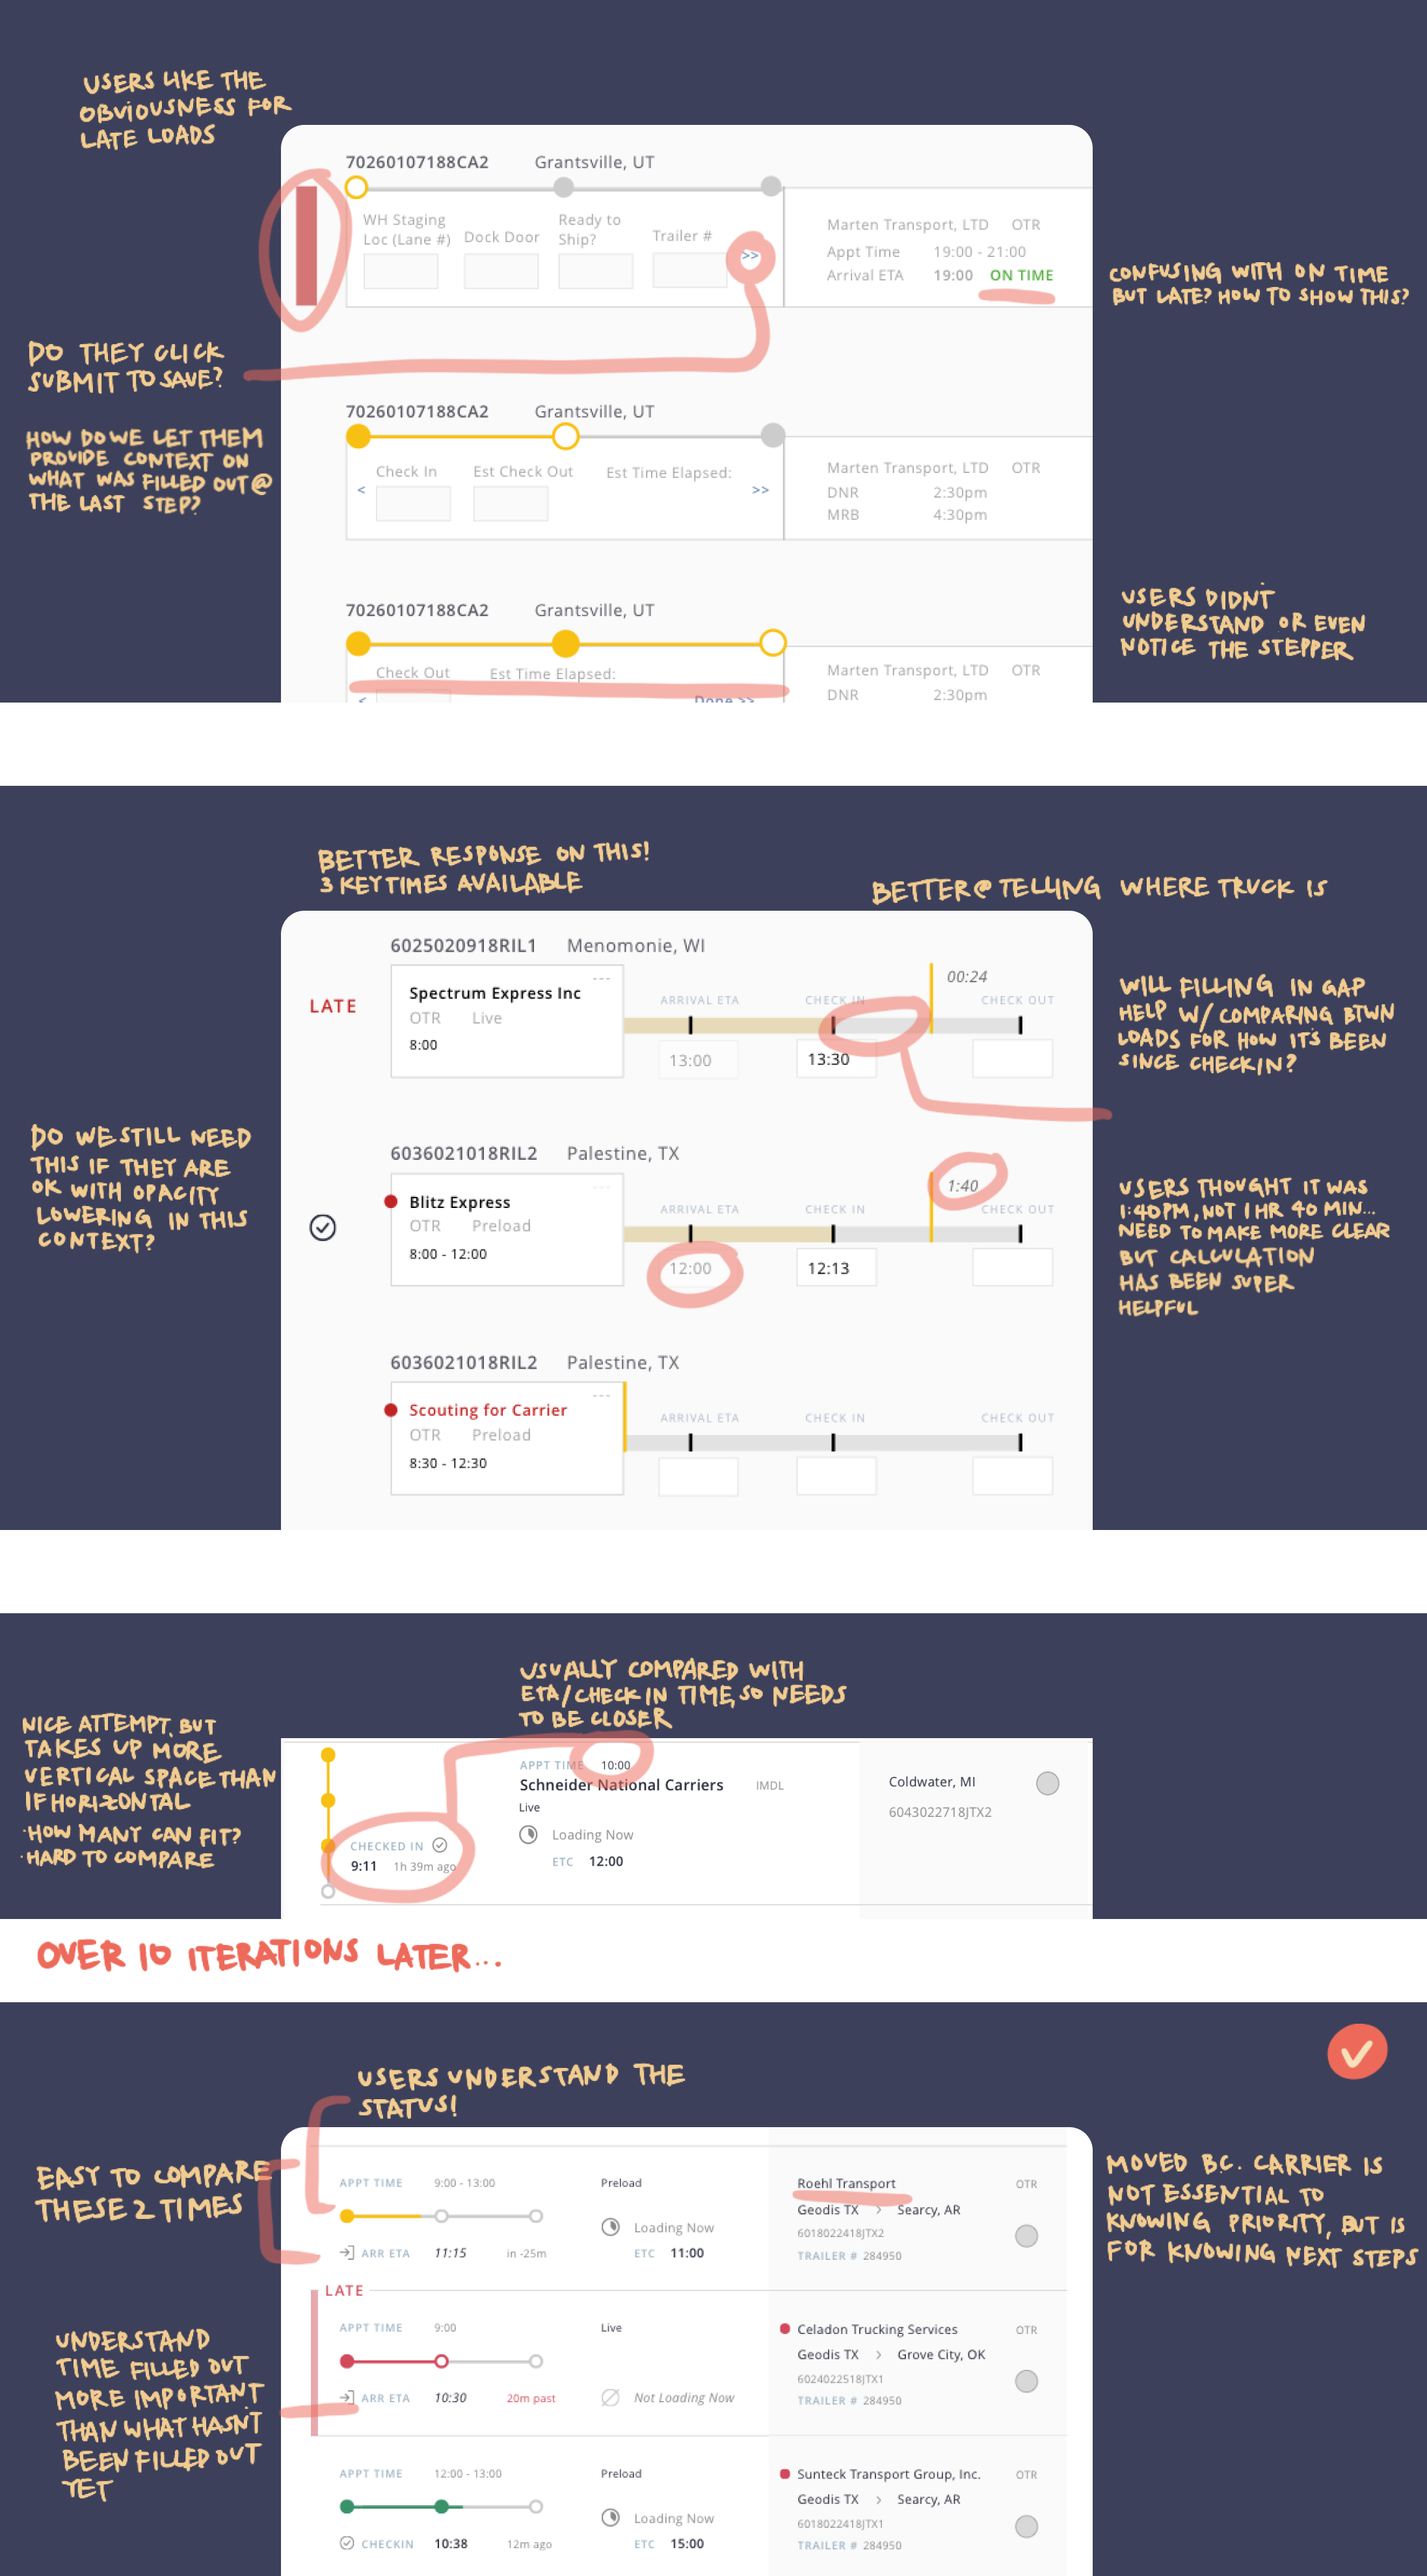 USERS LIKE THE
OBVIOUSNESS FOR
LATE LOADS
70260107188CA2 Grantsville, UT
WH Staging
Loc (Lane #)
Dock Door
Ready to
Ship?
Trailer #
>>
Marten Transport, LTD OTR
Appt Time 19:00 - 21:00
Arrival ETA 19:00 ON TIME
CONFUSING WITH ON TIME
BUT LATE? HOW TO SHOW THIS?
DO THEY CLICK
SUBMIT TO SAVE?
HOW DO WE LET THEM
PROVIDE CONTEXT ON
WHAT WAS FILLED OUT @
THE LAST STEP?
70260107188CA2 Grantsville, UT
Check In Est Check Out Est Time Elapsed:
< >>
Marten Transport, LTD OTR
DNR 2:30pm
MRB 4:30pm
USERS DIDN'T
UNDERSTAND OR EVEN
NOTICE THE STEPPER
70260107188CA2 Grantsville, UT
Check Out Est Time Elapsed:
< Done >>
Marten Transport, LTD OTR
DNR 2:30pm
BETTER RESPONSE ON THIS!
3 KEY TIMES AVAILABLE
BETTER @ TELLING WHERE TRUCK IS
6025020918RIL1 Menomonie, WI
LATE
Spectrum Express Inc
---
OTR Live
8:00
ARRIVAL ETA CHECK IN CHECK OUT
00:24
13:00 13:30
WILL FILLING IN GAP
HELP W/ COMPARING BTWN
LOADS FOR HOW IT'S BEEN
SINCE CHECKIN?
DO WE STILL NEED
THIS IF THEY ARE
OK WITH OPACITY
LOWERING IN THIS
CONTEXT?
6036021018RIL2 Palestine, TX
---
Blitz Express
OTR Preload
8:00 - 12:00
ARRIVAL ETA CHECK IN CHECK OUT
1:40
12:00 12:13
USERS THOUGHT IT WAS
1:40PM, NOT 1 HR 40 MIN...
NEED TO MAKE MORE CLEAR
BUT CALCULATION
HAS BEEN SUPER
HELPFUL
6036021018RIL2 Palestine, TX
---
Scouting for Carrier
OTR Preload
8:30 - 12:30
ARRIVAL ETA CHECK IN CHECK OUT
NICE ATTEMPT, BUT
TAKES UP MORE
VERTICAL SPACE THAN
IF HORIZONTAL
·HOW MANY CAN FIT?
·HARD TO COMPARE
USUALLY COMPARED WITH
ETA/CHECK IN TIME, SO NEEDS
TO BE CLOSER
CHECKED IN
9:11 1h 39m ago
APPT TIME 10:00
Schneider National Carriers IMDL
Live
Loading Now
ETC 12:00
Coldwater, MI
6043022718JTX2
OVER 10 ITERATIONS LATER...
USERS UNDERSTAND THE
STATUS!
EASY TO COMPARE
THESE 2 TIMES
APPT TIME 9:00 - 13:00
ARR ETA 11:15 in -25m
Preload
Loading Now
ETC 11:00
Roehl Transport OTR
Geodis TX > Searcy, AR
6018022418JTX2
TRAILER # 284950
MOVED B.C. CARRIER IS
NOT ESSENTIAL TO
KNOWING PRIORITY, BUT IS
FOR KNOWING NEXT STEPS
LATE
APPT TIME 9:00
ARR ETA 10:30 20m past
Live
Not Loading Now
Celadon Trucking Services OTR
Geodis TX > Grove City, OK
6024022518JTX1
TRAILER # 284950
UNDERSTAND
TIME FILLED OUT
MORE IMPORTANT
THAN WHAT HASN'T
BEEN FILLED OUT
YET
APPT TIME 12:00 - 13:00
CHECKIN 10:38 12m ago
Preload
Loading Now
ETC 15:00
Sunteck Transport Group, Inc. OTR
Geodis TX > Searcy, AR
6018022418JTX1
TRAILER # 284950